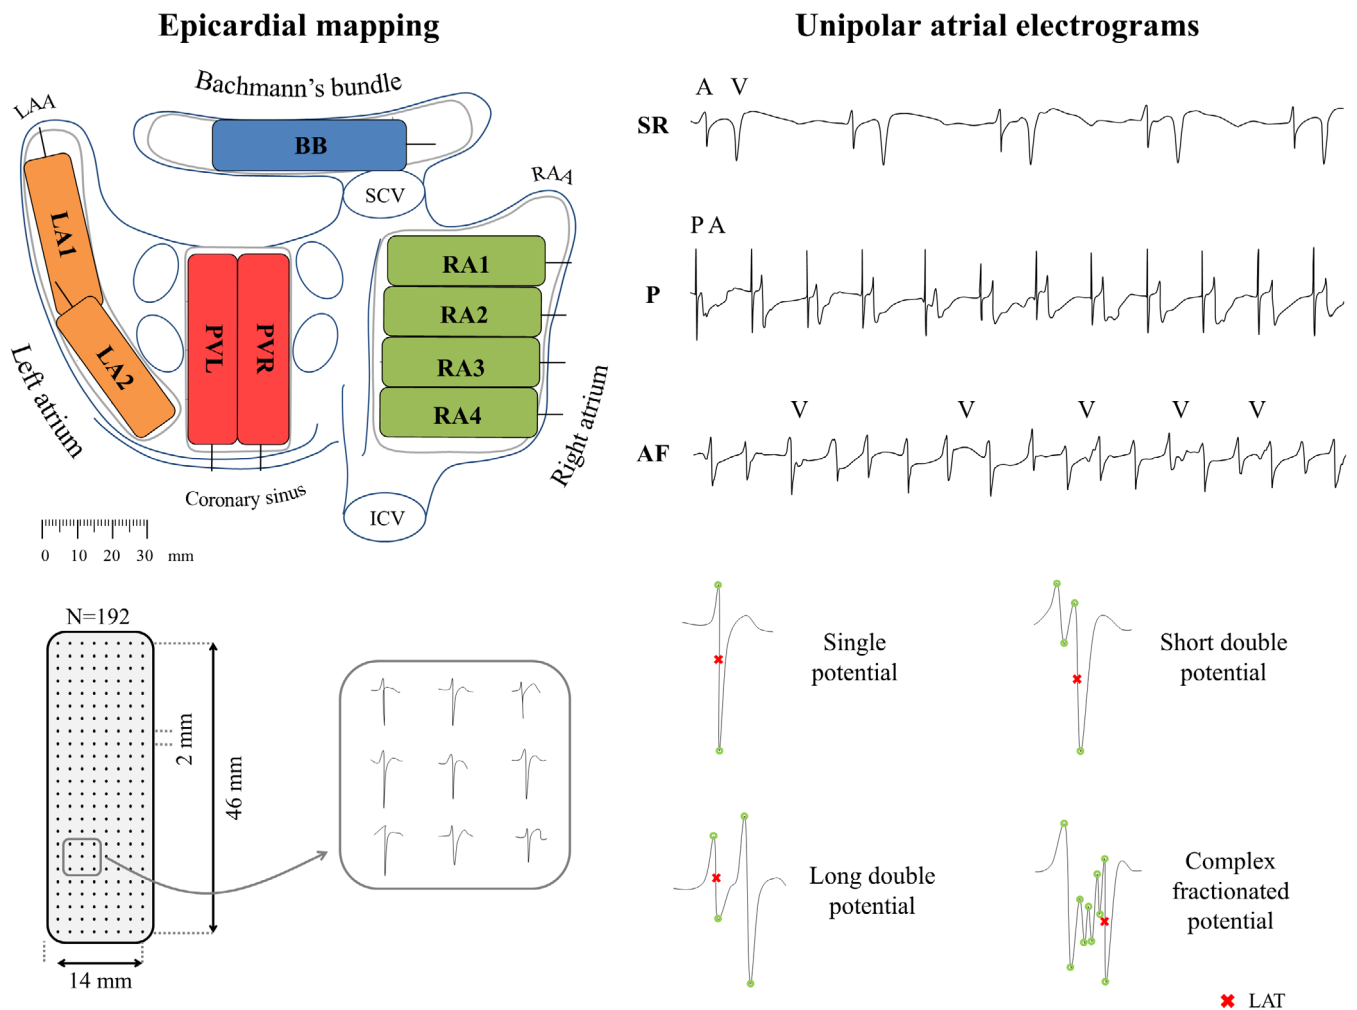 Epicardial mapping
Bachmann's bundle
LAA
BB
SCV
RAA
LA1
LA2
PVL
PVR
RA1
RA2
RA3
RA4
Left atrium
Right atrium
Coronary sinus
ICV
0 10 20 30 mm
N=192
2 mm
46 mm
14 mm
Unipolar atrial electrograms
A V
SR
P A
P
V V V V V
AF
Single
potential
Short double
potential
Long double
potential
Complex
fractionated
potential
LAT